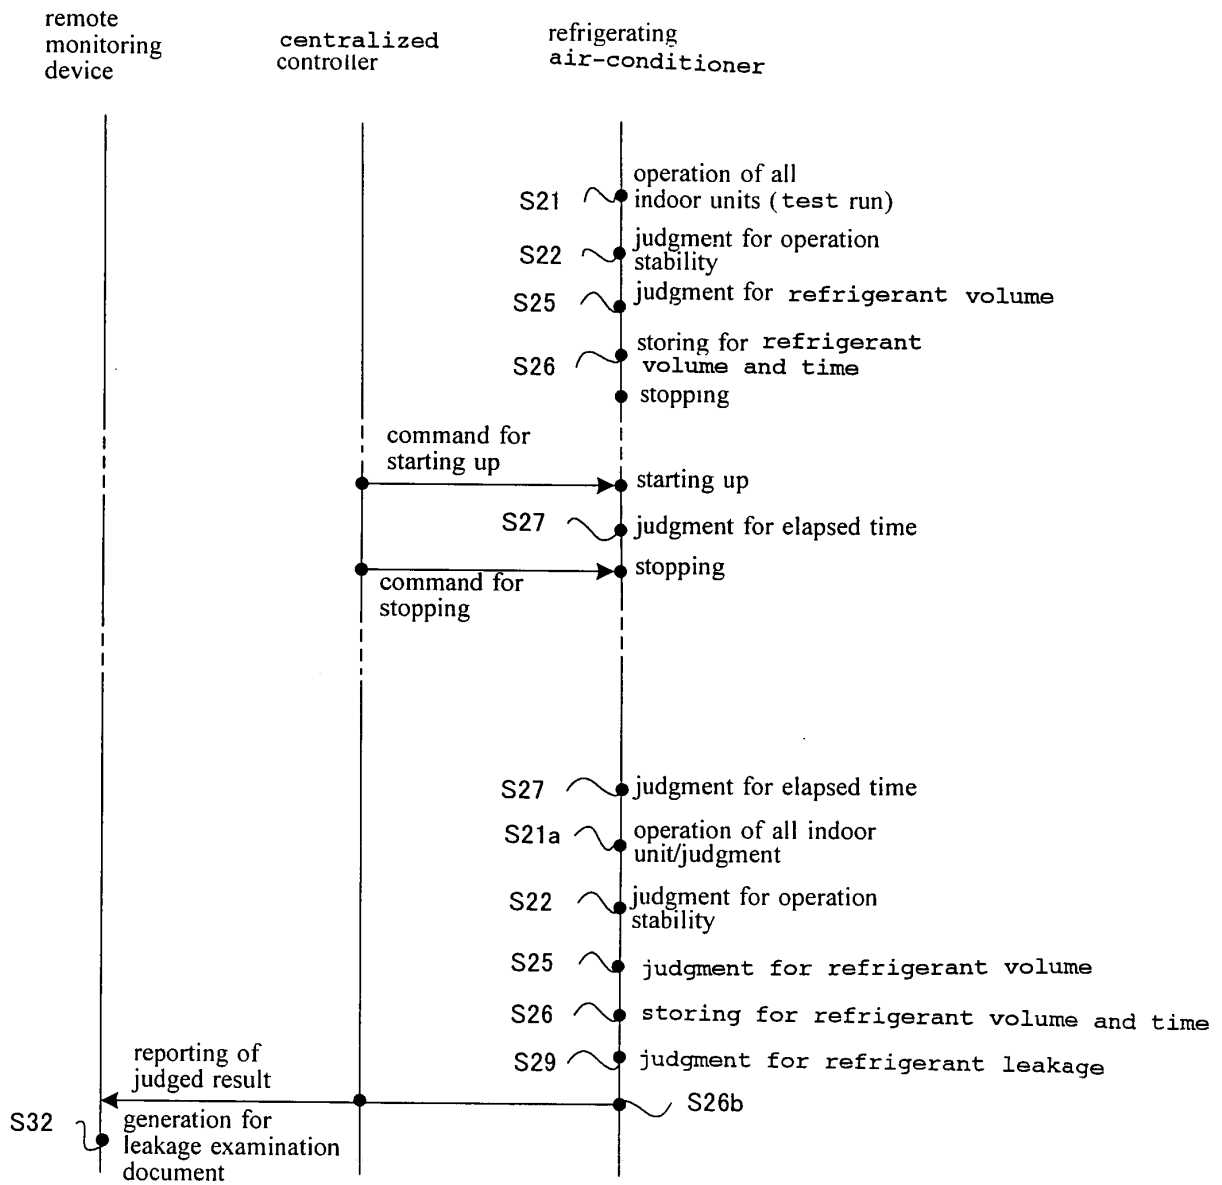 remote
monitoring
device
centralized
controller
refrigerating
air-conditioner
S21
operation of all
indoor units (test run)
S22
judgment for operation
stability
S25
judgment for refrigerant volume
S26
storing for refrigerant
volume and time
stopping
command for
starting up
starting up
S27
judgment for elapsed time
stopping
command for
stopping
S27
judgment for elapsed time
S21a
operation of all indoor
unit/judgment
S22
judgment for operation
stability
S25
judgment for refrigerant volume
S26
storing for refrigerant volume and time
S29
judgment for refrigerant leakage
reporting of
judged result
S26b
S32
generation for
leakage examination
document